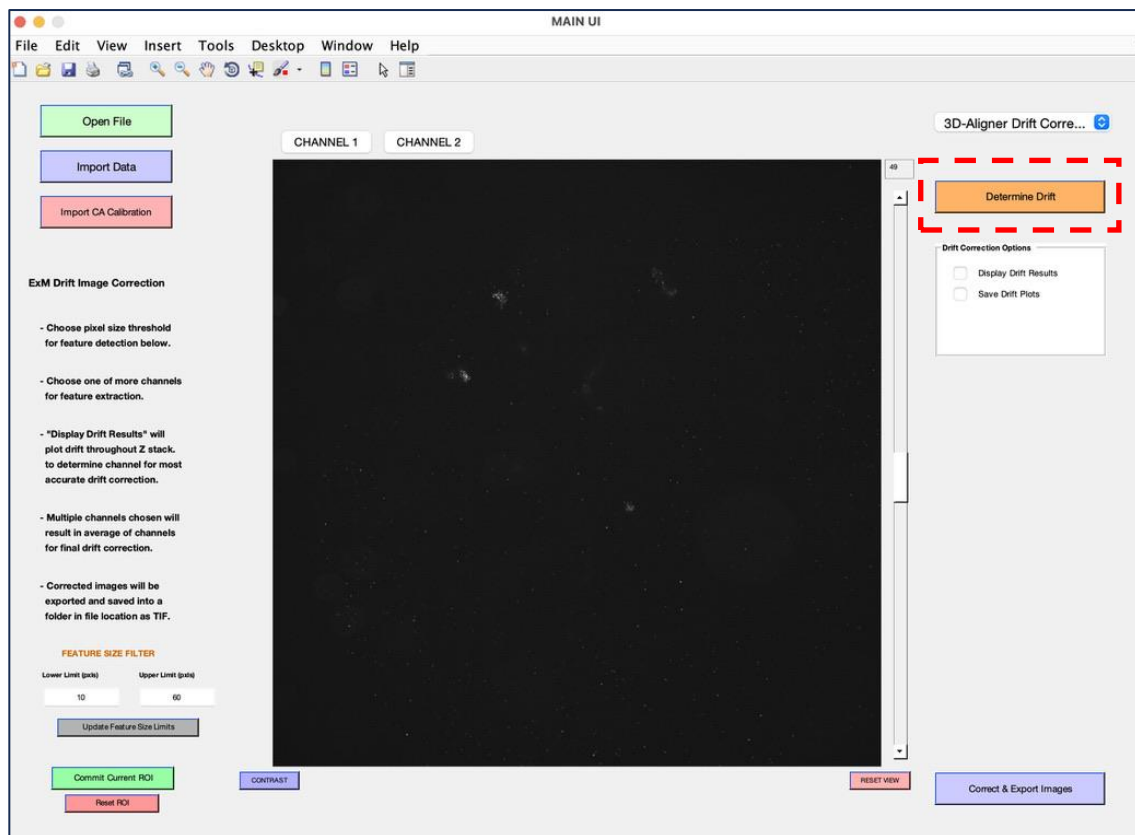 MAIN UI
File Edit View Insert Tools Desktop Window Help
Open File
Import Data
Import CA Calibration
ExM Drift Image Correction
- Choose pixel size threshold
for feature detection below.
- Choose one of more channels
for feature extraction.
- "Display Drift Results" will
plot drift throughout Z stack.
to determine channel for most
accurate drift correction.
- Multiple channels chosen will
result in average of channels
for final drift correction.
- Corrected images will be
exported and saved into a
folder in file location as TIF.
FEATURE SIZE FILTER
Lower Limit (pxls) Upper Limit (pxls)
10 60
Update Feature Size Limits
Commit Current ROI
Reset ROI
CHANNEL 1 CHANNEL 2
49
CONTRAST
RESET VIEW
3D-Aligner Drift Corre...
Determine Drift
Drift Correction Options
Display Drift Results
Save Drift Plots
Correct & Export Images